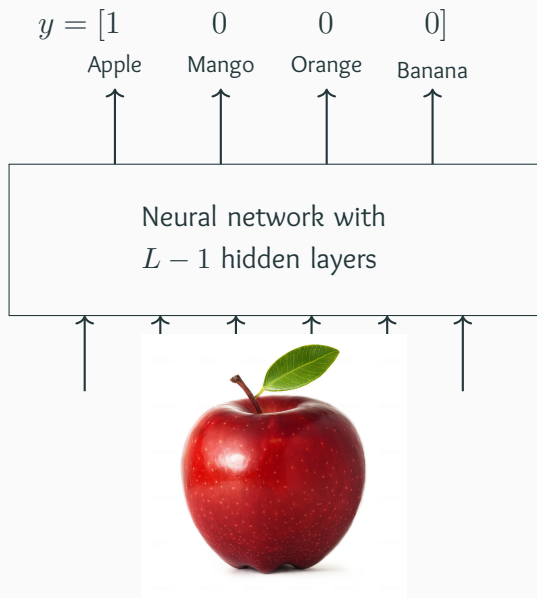 y = [1 0 0 0]
Apple Mango Orange Banana
Neural network with
L − 1 hidden layers